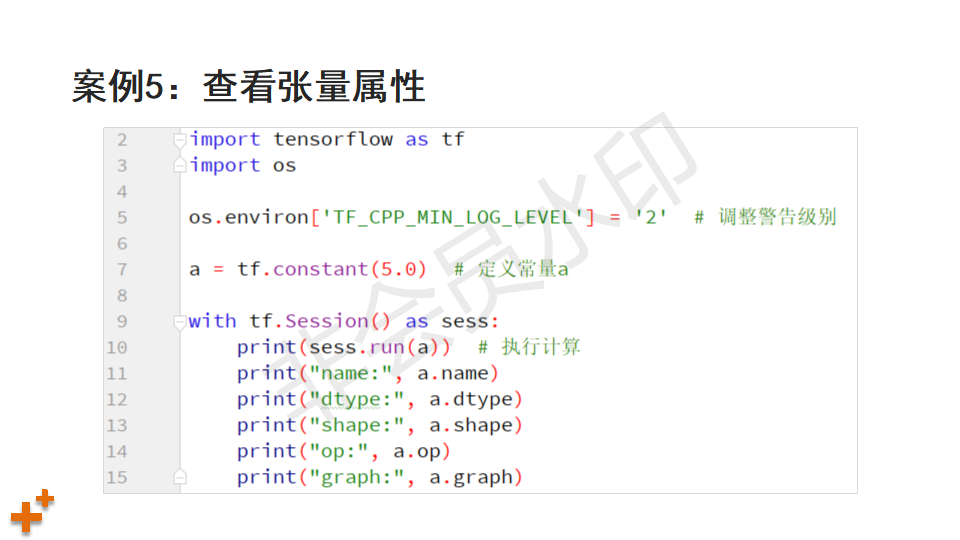 案例5：查看张量属性
2 import tensorflow as tf
3 import os
4
5 os.environ['TF_CPP_MIN_LOG_LEVEL'] = '2'  # 调整警告级别
6
7 a = tf.constant(5.0)  # 定义常量a
8
9 with tf.Session() as sess:
10     print(sess.run(a))  # 执行计算
11     print("name:", a.name)
12     print("dtype:", a.dtype)
13     print("shape:", a.shape)
14     print("op:", a.op)
15     print("graph:", a.graph)
非会员水印